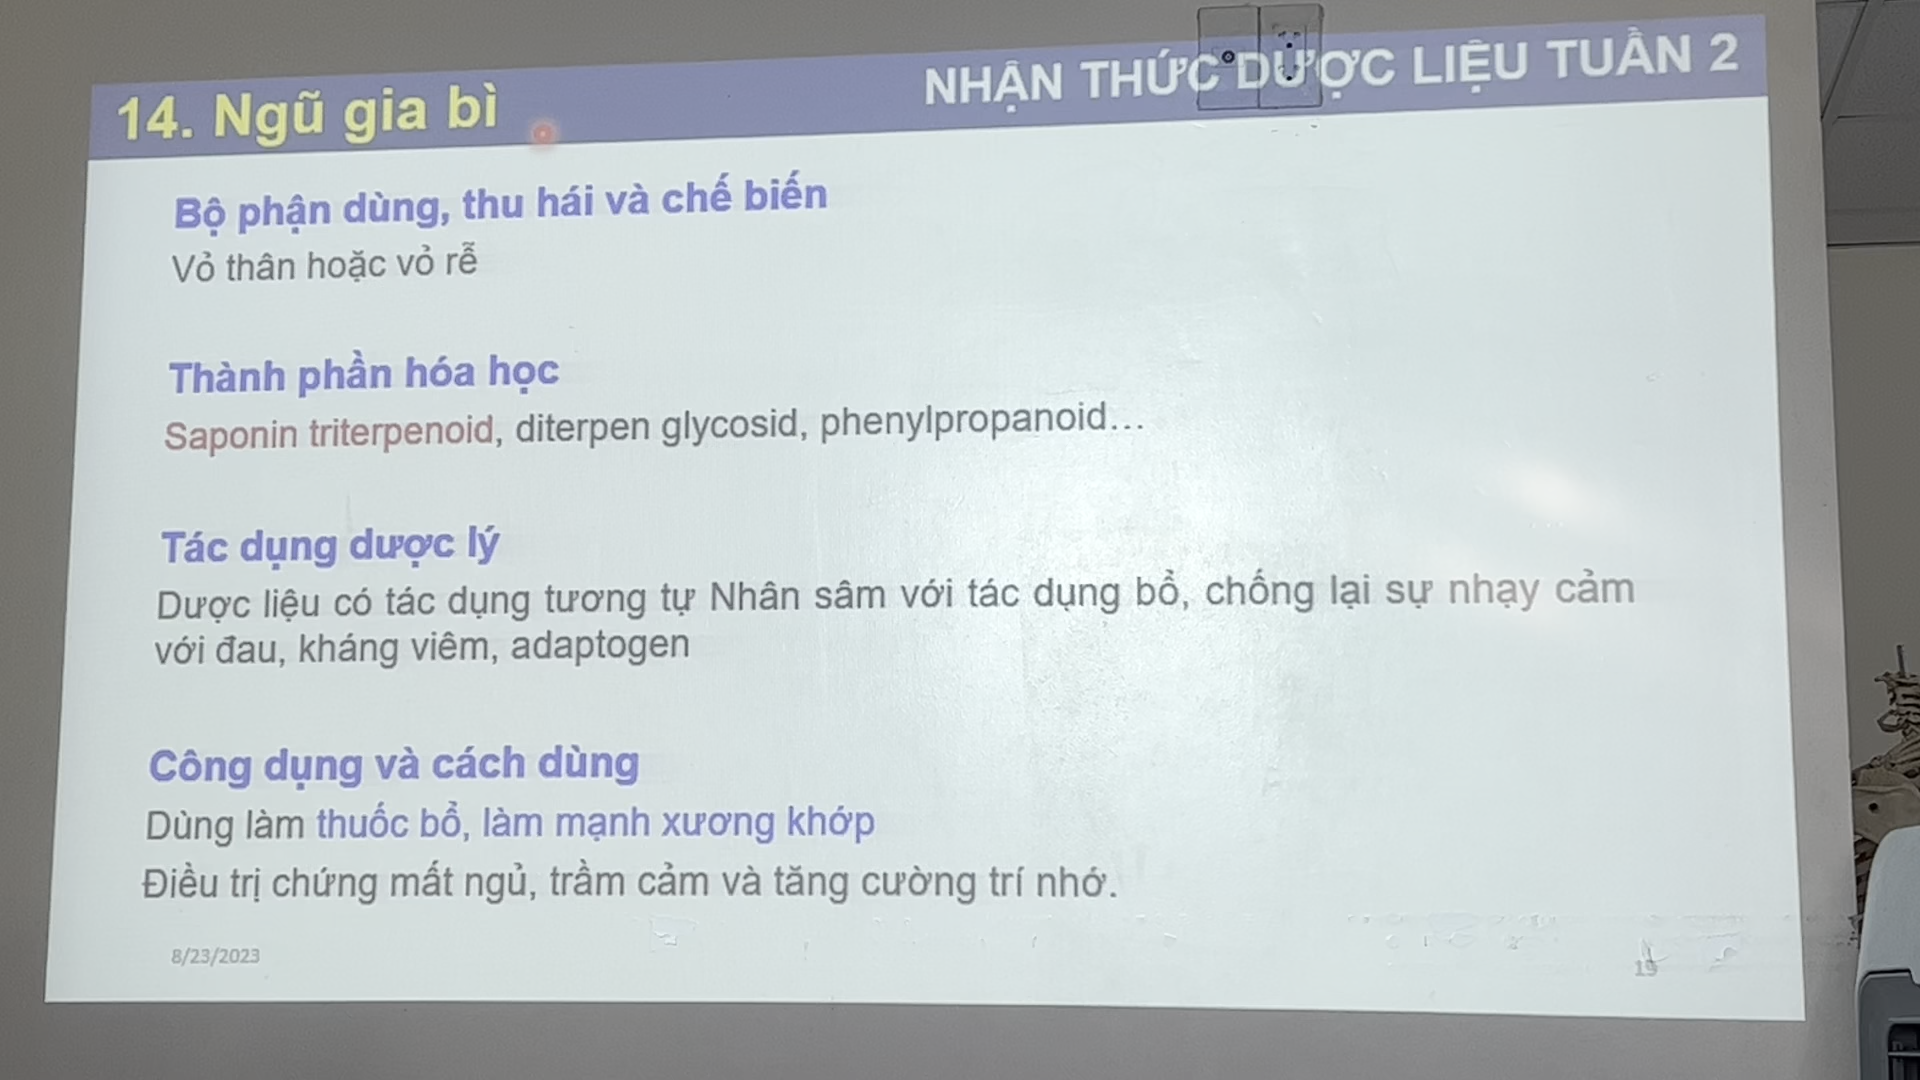 14. Ngũ gia bì
NHẬN THỨC DƯỢC LIỆU TUẦN 2
Bộ phận dùng, thu hái và chế biến
Vỏ thân hoặc vỏ rễ
Thành phần hóa học
Saponin triterpenoid, diterpen glycosid, phenylpropanoid...
Tác dụng dược lý
Dược liệu có tác dụng tương tự Nhân sâm với tác dụng bổ, chống lại sự nhạy cảm
với đau, kháng viêm, adaptogen
Công dụng và cách dùng
Dùng làm thuốc bổ, làm mạnh xương khớp
Điều trị chứng mất ngủ, trầm cảm và tăng cường trí nhớ.
8/23/2023
19